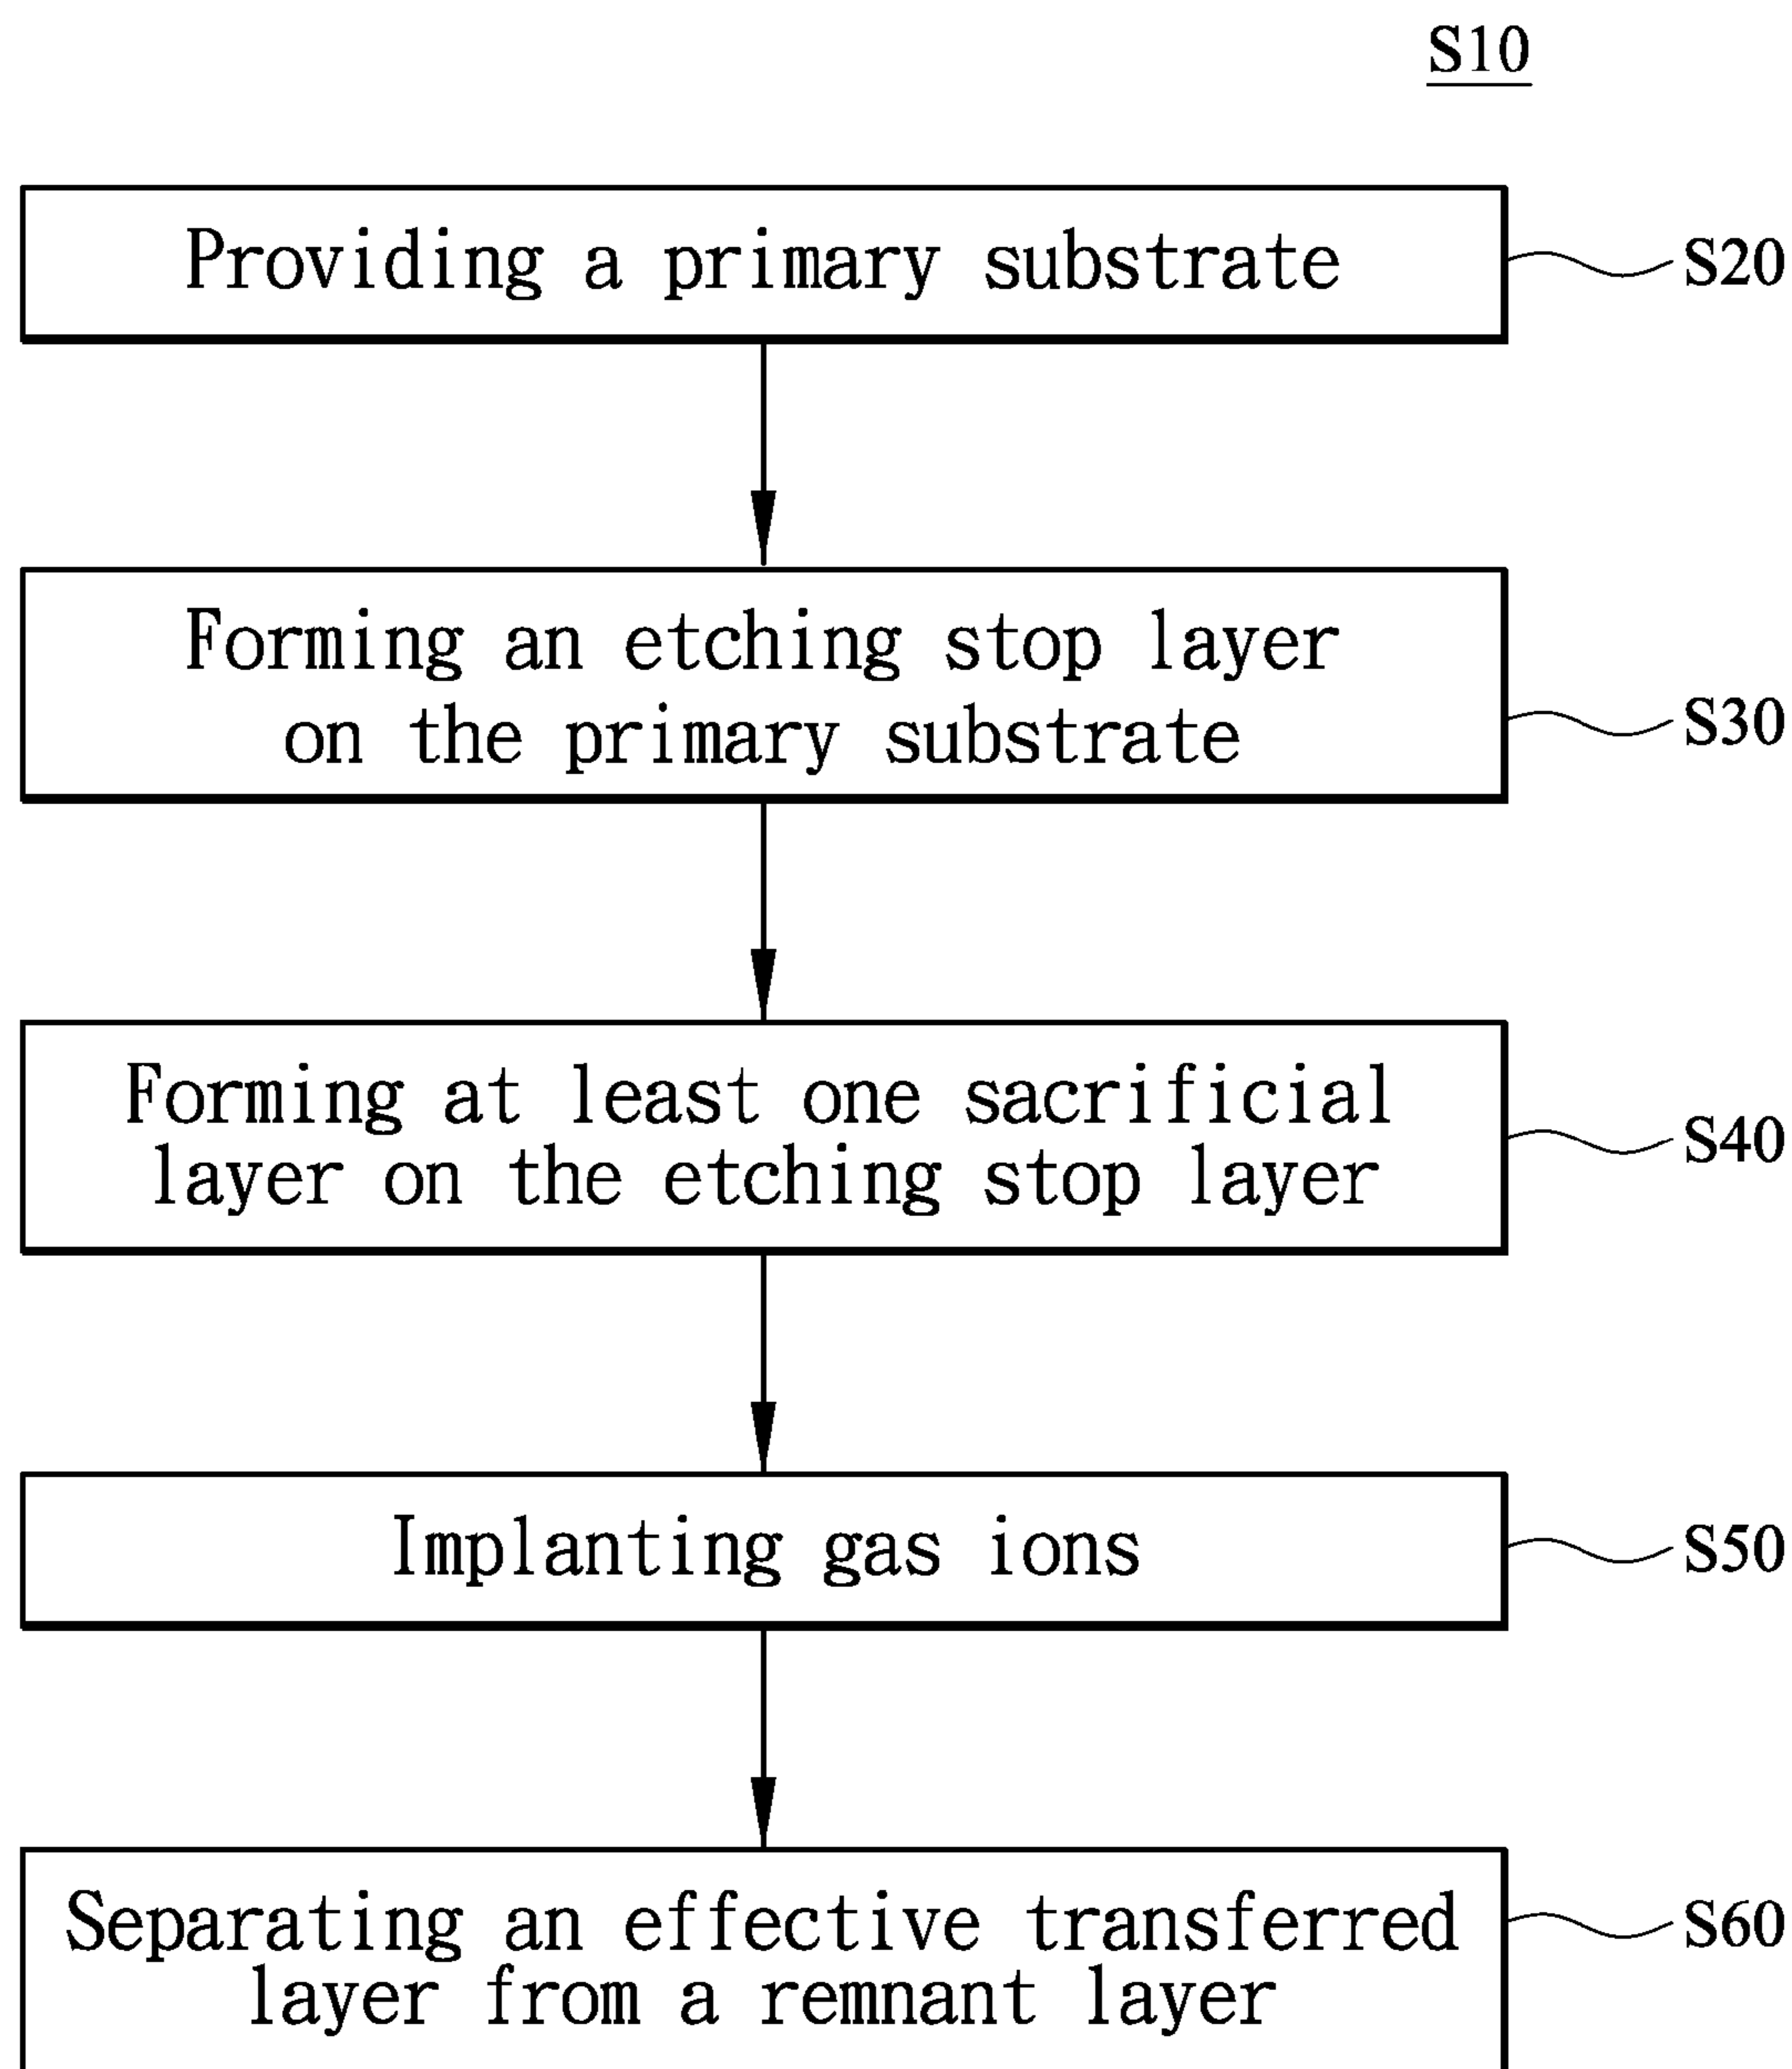 S10
Providing a primary substrate
S20
Forming an etching stop layer
on the primary substrate
S30
Forming at least one sacrificial
layer on the etching stop layer
S40
Implanting gas ions
S50
Separating an effective transferred
layer from a remnant layer
S60